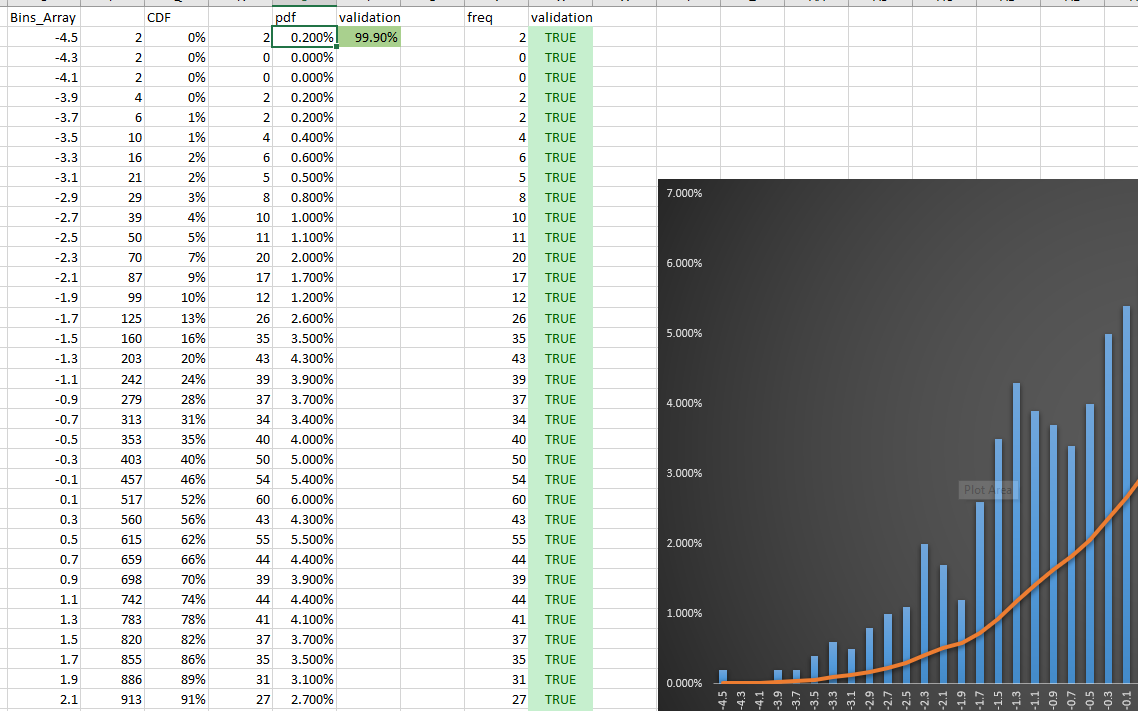 Bins_Array CDF pdf validation freq validation
-4.5 2 0% 2 0.200% 99.90% 2 TRUE
-4.3 2 0% 0 0.000% 0 TRUE
-4.1 2 0% 0 0.000% 0 TRUE
-3.9 4 0% 2 0.200% 2 TRUE
-3.7 6 1% 2 0.200% 2 TRUE
-3.5 10 1% 4 0.400% 4 TRUE
-3.3 16 2% 6 0.600% 6 TRUE
-3.1 21 2% 5 0.500% 5 TRUE
-2.9 29 3% 8 0.800% 8 TRUE
-2.7 39 4% 10 1.000% 10 TRUE
-2.5 50 5% 11 1.100% 11 TRUE
-2.3 70 7% 20 2.000% 20 TRUE
-2.1 87 9% 17 1.700% 17 TRUE
-1.9 99 10% 12 1.200% 12 TRUE
-1.7 125 13% 26 2.600% 26 TRUE
-1.5 160 16% 35 3.500% 35 TRUE
-1.3 203 20% 43 4.300% 43 TRUE
-1.1 242 24% 39 3.900% 39 TRUE
-0.9 279 28% 37 3.700% 37 TRUE
-0.7 313 31% 34 3.400% 34 TRUE
-0.5 353 35% 40 4.000% 40 TRUE
-0.3 403 40% 50 5.000% 50 TRUE
-0.1 457 46% 54 5.400% 54 TRUE
0.1 517 52% 60 6.000% 60 TRUE
0.3 560 56% 43 4.300% 43 TRUE
0.5 615 62% 55 5.500% 55 TRUE
0.7 659 66% 44 4.400% 44 TRUE
0.9 698 70% 39 3.900% 39 TRUE
1.1 742 74% 44 4.400% 44 TRUE
1.3 783 78% 41 4.100% 41 TRUE
1.5 820 82% 37 3.700% 37 TRUE
1.7 855 86% 35 3.500% 35 TRUE
1.9 886 89% 31 3.100% 31 TRUE
2.1 913 91% 27 2.700% 27 TRUE
7.000%
6.000%
5.000%
4.000%
3.000%
Plot Area
2.000%
1.000%
0.000%
-4.5 -4.3 -4.1 -3.9 -3.7 -3.5 -3.3 -3.1 -2.9 -2.7 -2.5 -2.3 -2.1 -1.9 -1.7 -1.5 -1.3 -1.1 -0.9 -0.7 -0.5 -0.3 -0.1